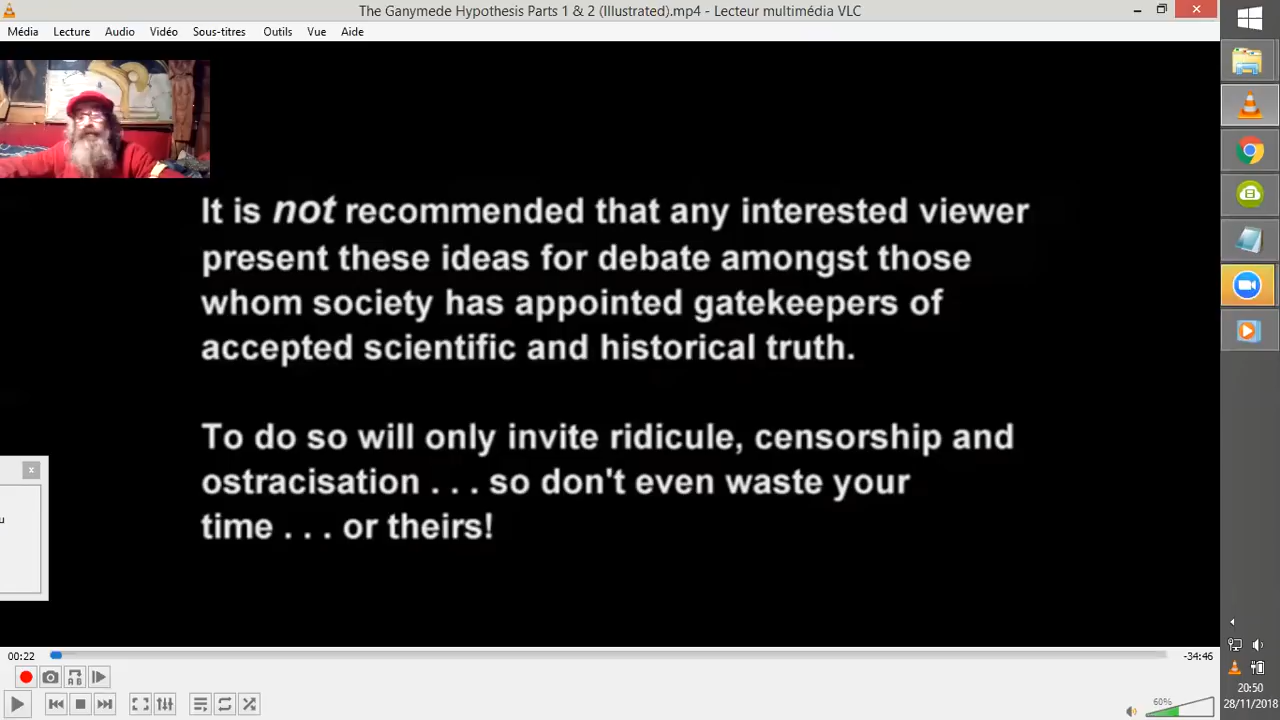 The Ganymede Hypothesis Parts 1 & 2 (Illustrated).mp4 - Lecteur multimédia VLC
Média Lecture Audio Vidéo Sous-titres Outils Vue Aide
It is not recommended that any interested viewer
present these ideas for debate amongst those
whom society has appointed gatekeepers of
accepted scientific and historical truth.
To do so will only invite ridicule, censorship and
ostracisation . . . so don't even waste your
time . . . or theirs!
00:22
-34:46
60%
20:50
28/11/2018